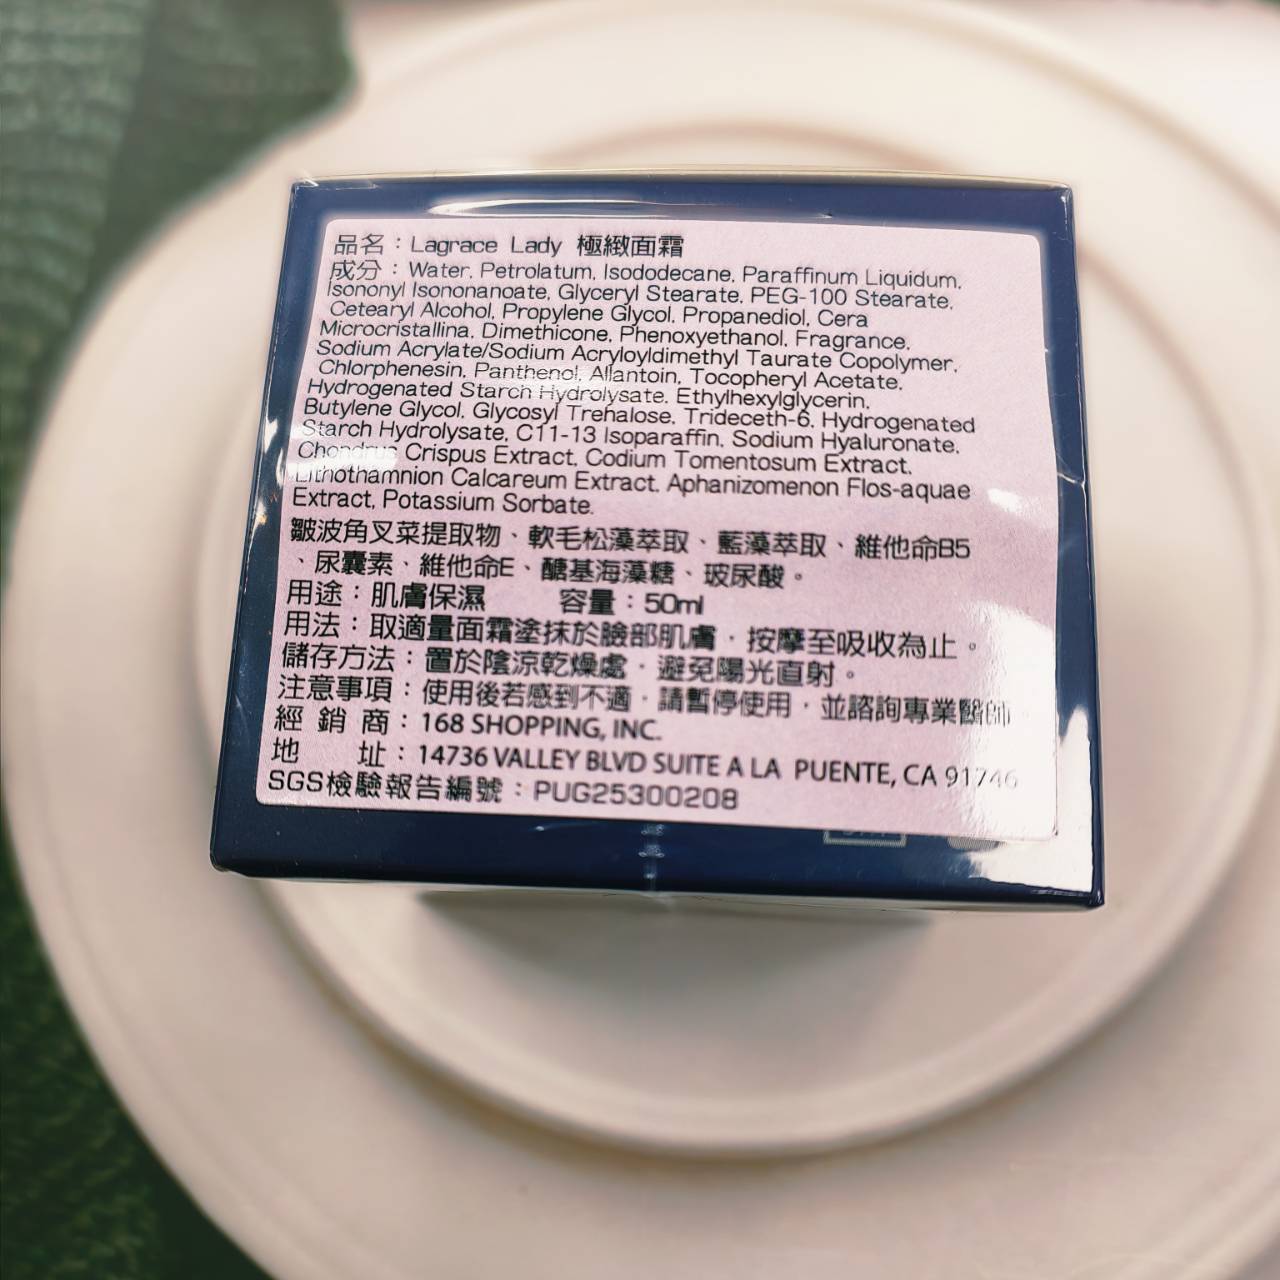 品名：Lagrace Lady 極緻面霜
成分：Water, Petrolatum, Isododecane, Paraffinum Liquidum,
Isononyl Isononanoate, Glyceryl Stearate, PEG-100 Stearate,
Cetearyl Alcohol, Propylene Glycol, Propanediol, Cera
Microcristallina, Dimethicone, Phenoxyethanol, Fragrance,
Sodium Acrylate/Sodium Acryloyldimethyl Taurate Copolymer,
Chlorphenesin, Panthenol, Allantoin, Tocopheryl Acetate,
Hydrogenated Starch Hydrolysate, Ethylhexylglycerin,
Butylene Glycol, Glycosyl Trehalose, Trideceth-6, Hydrogenated
Starch Hydrolysate, C11-13 Isoparaffin, Sodium Hyaluronate,
Chondrus Crispus Extract, Codium Tomentosum Extract,
Lithothamnion Calcareum Extract, Aphanizomenon Flos-aquae
Extract, Potassium Sorbate.
皺波角叉菜提取物、軟毛松藻萃取、藍藻萃取、維他命B5
、尿囊素、維他命E、醣基海藻糖、玻尿酸。
用途：肌膚保濕 容量：50ml
用法：取適量面霜塗抹於臉部肌膚，按摩至吸收為止。
儲存方法：置於陰涼乾燥處，避免陽光直射。
注意事項：使用後若感到不適，請暫停使用，並諮詢專業醫師
經銷商：168 SHOPPING, INC.
地址：14736 VALLEY BLVD SUITE A LA PUENTE, CA 91746
SGS檢驗報告編號：PUG25300208